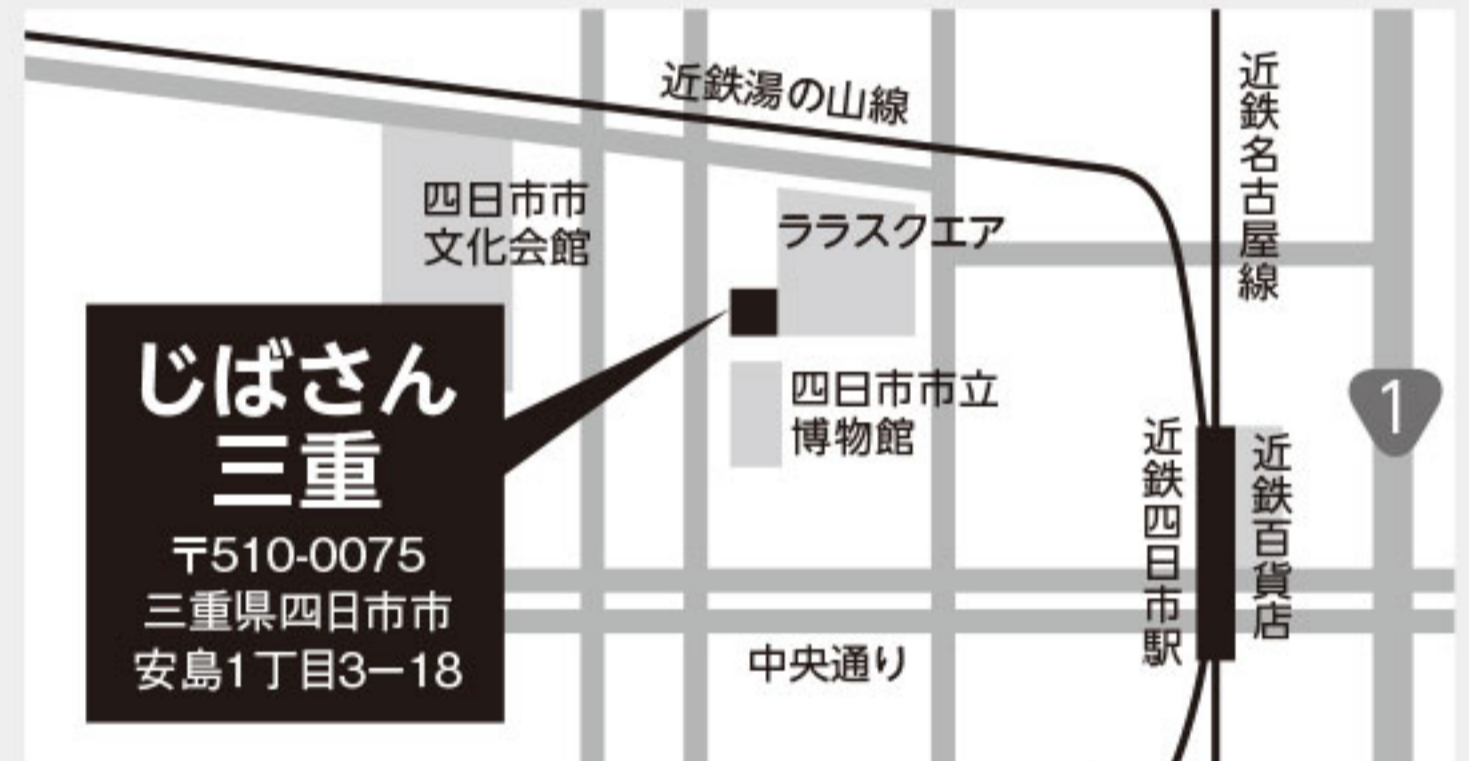 近鉄湯の山線
近鉄名古屋線
四日市市
文化会館
ララスクエア
じばさん
三重
〒510-0075
三重県四日市市
安島1丁目3ー18
四日市市立
博物館
近鉄四日市駅
近鉄百貨店
1
中央通り